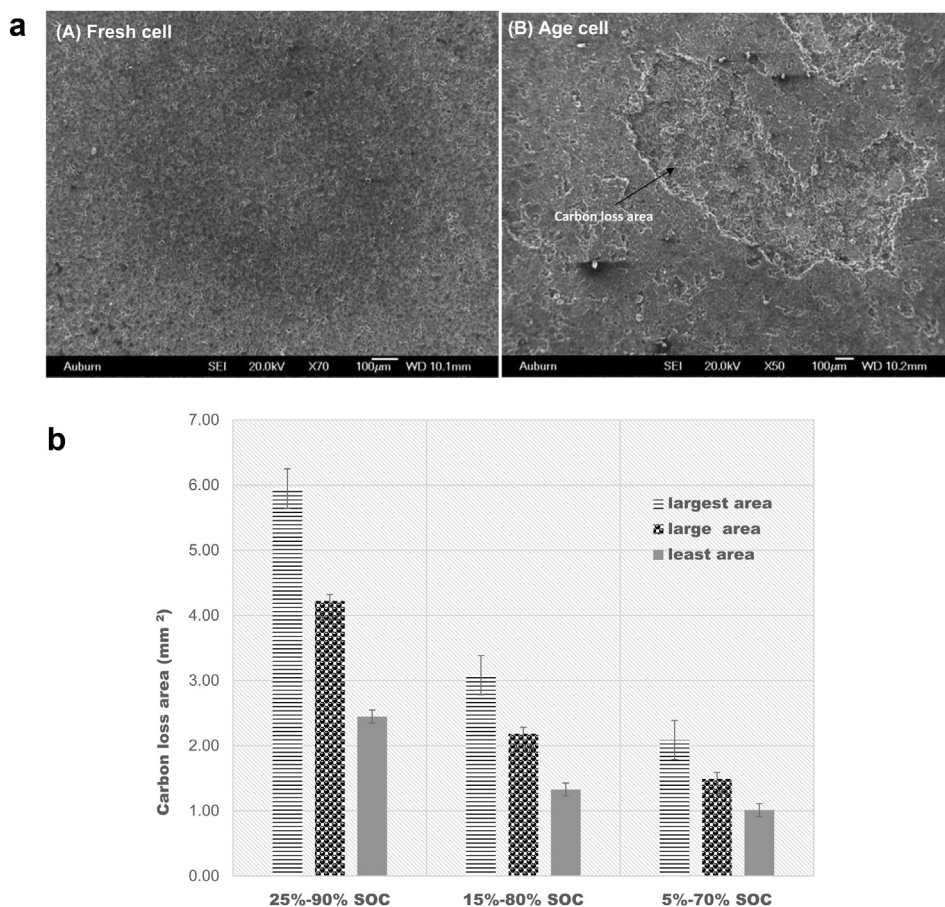 a
(A) Fresh cell
(B) Age cell
Carbon loss area
Auburn SEI 20.0kV X70 100μm WD 10.1mm
Auburn SEI 20.0kV X50 100μm WD 10.2mm
b
7.00
6.00
5.00
4.00
3.00
2.00
1.00
0.00
Carbon loss area (mm ²)
largest area
large area
least area
25%-90% SOC
15%-80% SOC
5%-70% SOC